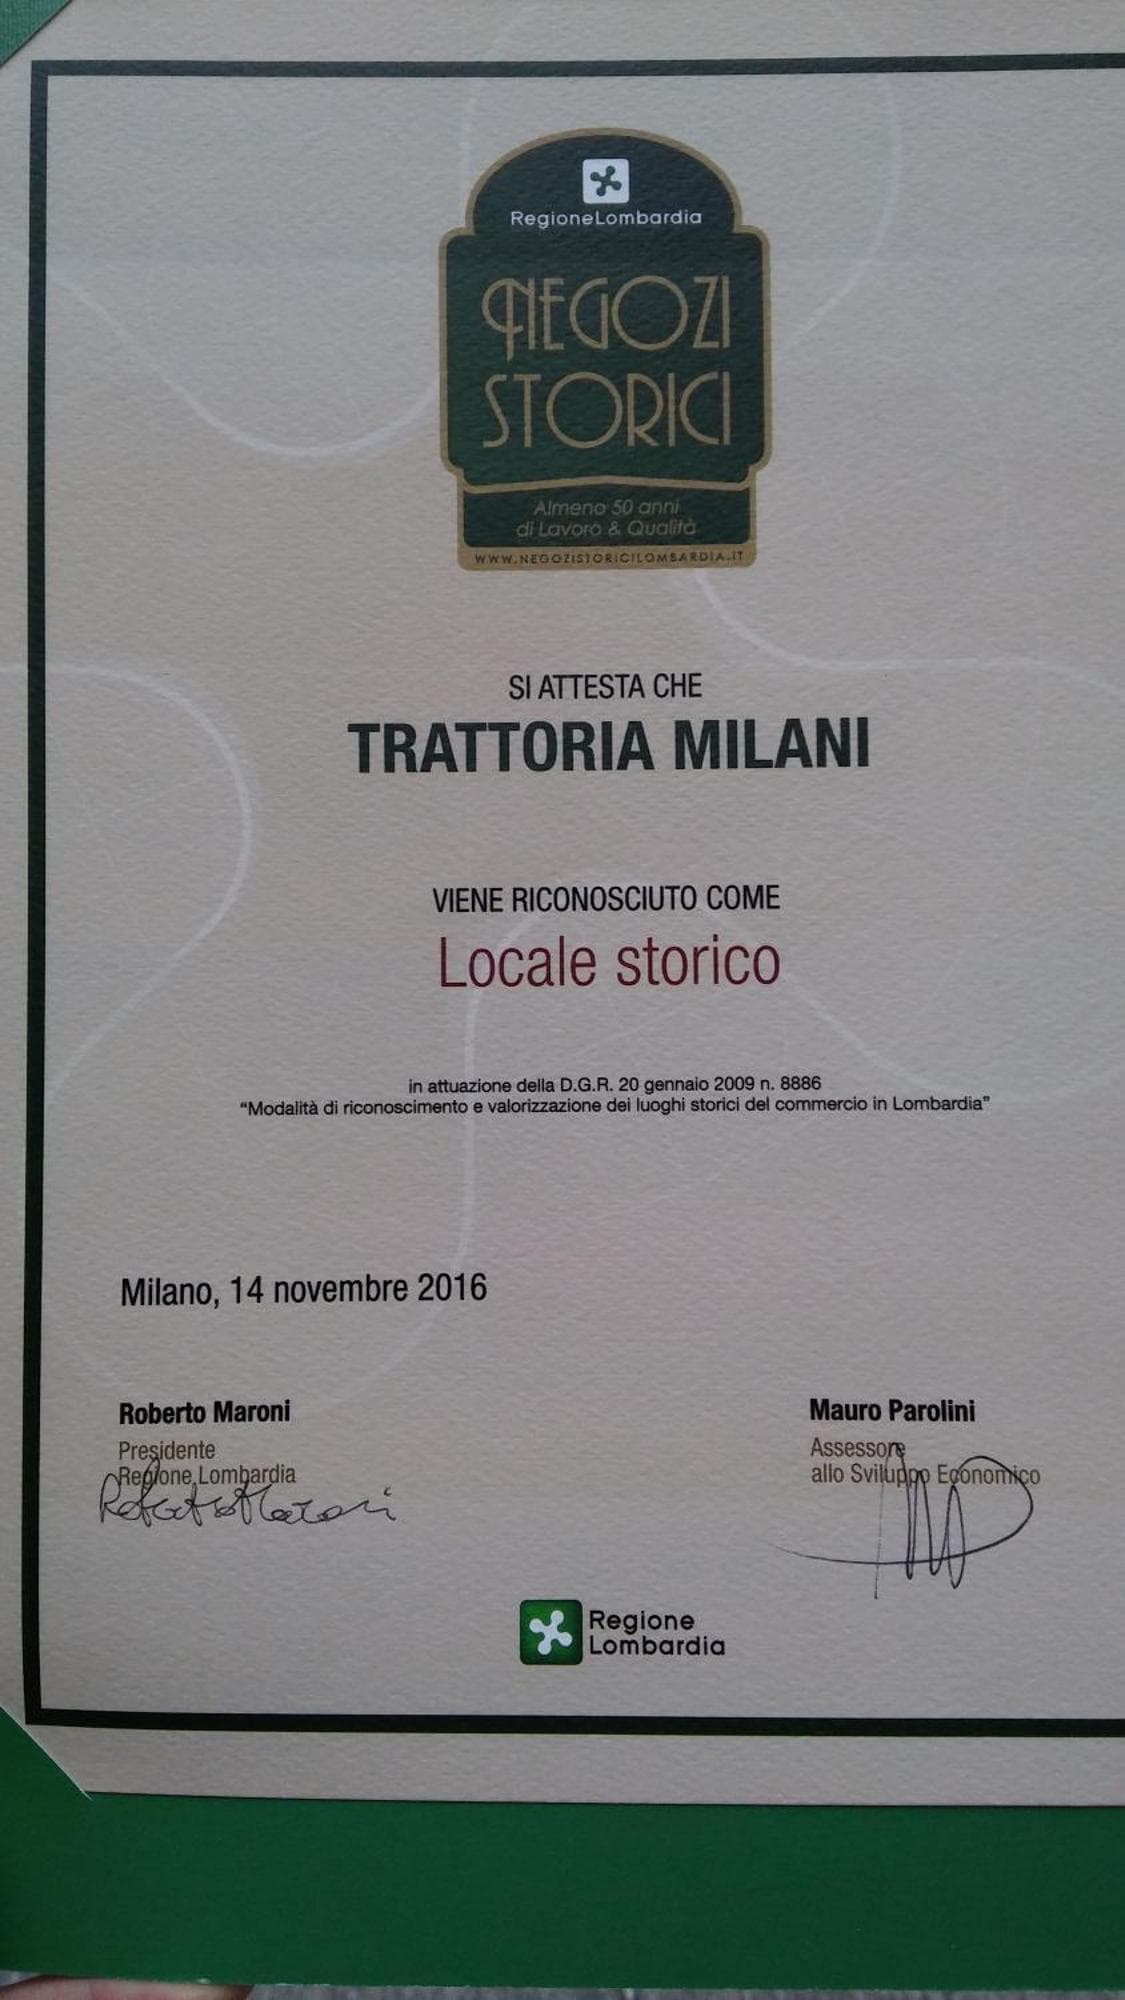 RegioneLombardia
NEGOZI
STORICI
Almeno 50 anni
di Lavoro & Qualità
WWW.NEGOZISTORICILOMBARDIA.IT
SI ATTESTA CHE
TRATTORIA MILANI
VIENE RICONOSCIUTO COME
Locale storico
in attuazione della D.G.R. 20 gennaio 2009 n. 8886
“Modalità di riconoscimento e valorizzazione dei luoghi storici del commercio in Lombardia”
Milano, 14 novembre 2016
Roberto Maroni
Presidente
Regione Lombardia
Roberto Maroni
Mauro Parolini
Assessore
allo Sviluppo Economico
Regione
Lombardia